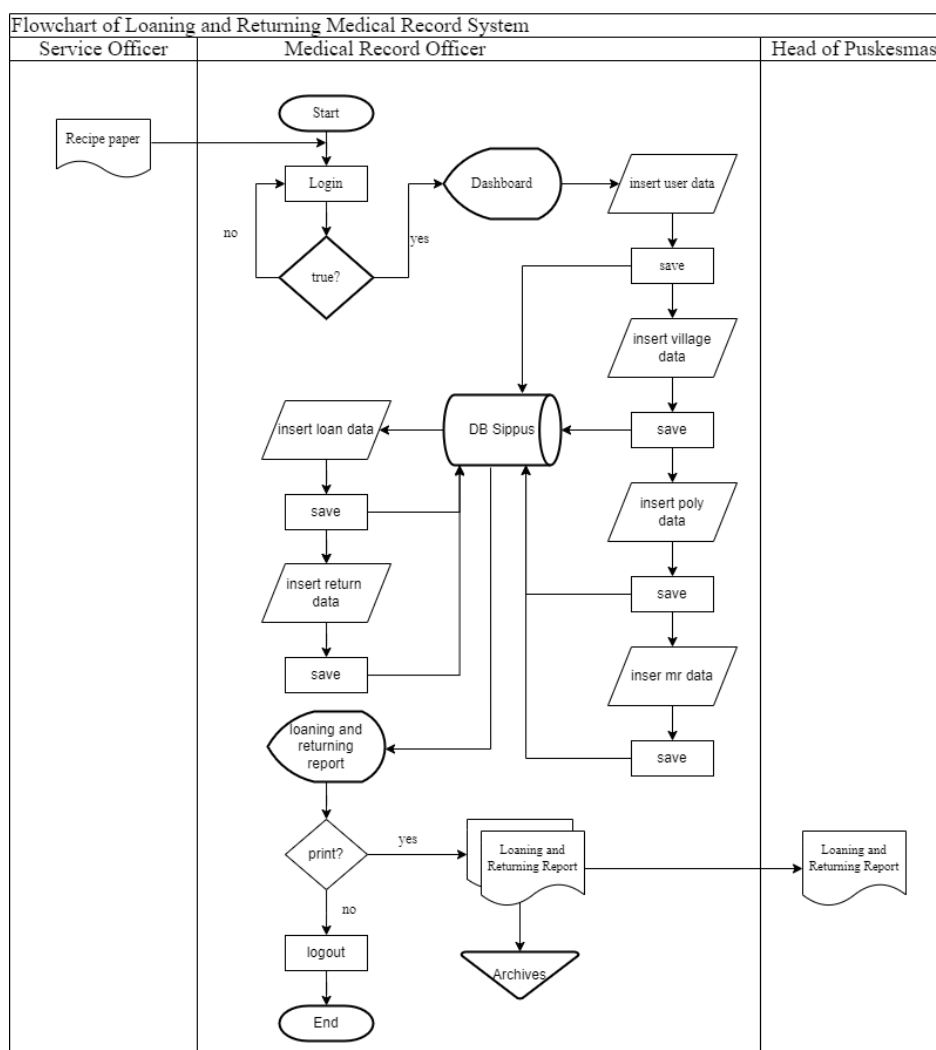 Flowchart of Loaning and Returning Medical Record System
Service Officer
Medical Record Officer
Head of Puskesmas
Start
Recipe paper
Login
Dashboard
insert user data
no
yes
true?
save
insert village
data
insert loan data
DB Sippus
save
insert poly
data
save
insert return
data
save
inser mr data
save
loaning and
returning
report
save
print?
yes
Loaning and
Returning Report
Loaning and
Returning Report
no
logout
Archives
End